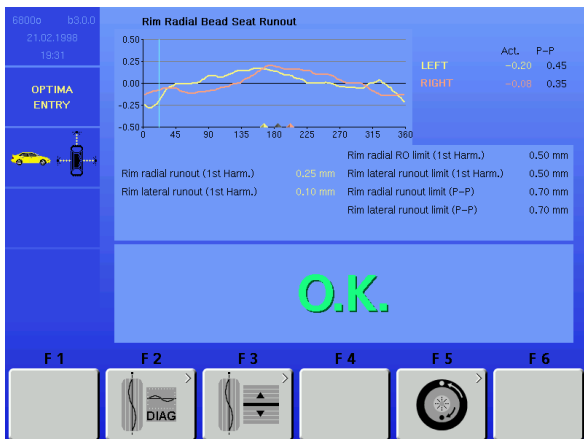 6800o b3.0.0
21.02.1998
19:31
OPTIMA
ENTRY
Rim Radial Bead Seat Runout
0.50
0.25
0.00
-0.25
-0.50
0 45 90 135 180 225 270 315 360
Act. P-P
LEFT -0.20 0.45
RIGHT -0.08 0.35
Rim radial RO limit (1st Harm.) 0.50 mm
Rim radial runout (1st Harm.) 0.25 mm Rim lateral runout limit (1st Harm.) 0.50 mm
Rim lateral runout (1st Harm.) 0.10 mm Rim radial runout limit (P-P) 0.70 mm
Rim lateral runout limit (P-P) 0.70 mm
O.K.
F 1 F 2 F 3 F 4 F 5 F 6
DIAG